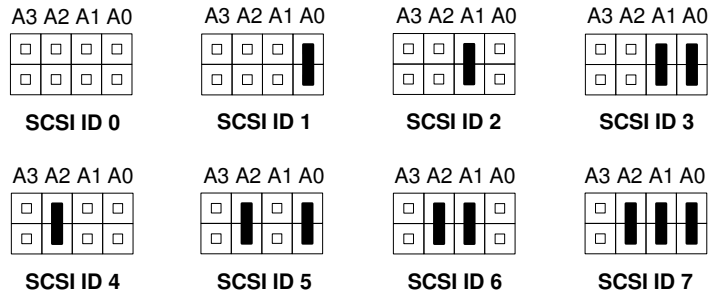 A3 A2 A1 A0 A3 A2 A1 A0 A3 A2 A1 A0 A3 A2 A1 A0
SCSI ID 0 SCSI ID 1 SCSI ID 2 SCSI ID 3
A3 A2 A1 A0 A3 A2 A1 A0 A3 A2 A1 A0 A3 A2 A1 A0
SCSI ID 4 SCSI ID 5 SCSI ID 6 SCSI ID 7